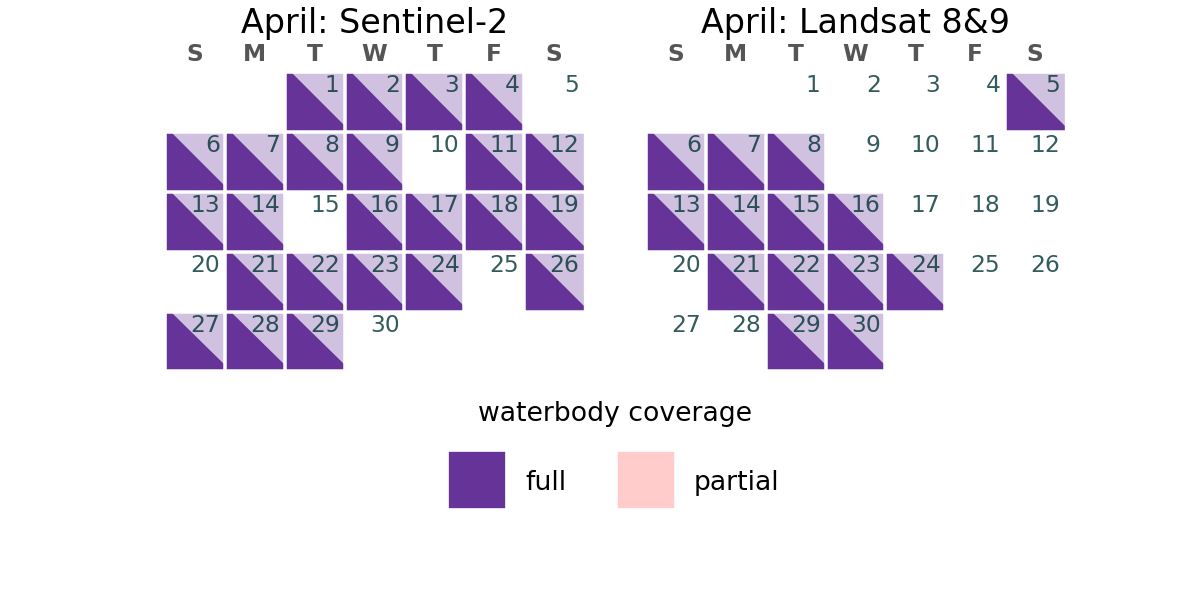 April: Sentinel-2
S M T W T F S
1 2 3 4 5
6 7 8 9 10 11 12
13 14 15 16 17 18 19
20 21 22 23 24 25 26
27 28 29 30
April: Landsat 8&9
S M T W T F S
1 2 3 4 5
6 7 8 9 10 11 12
13 14 15 16 17 18 19
20 21 22 23 24 25 26
27 28 29 30
waterbody coverage
full partial